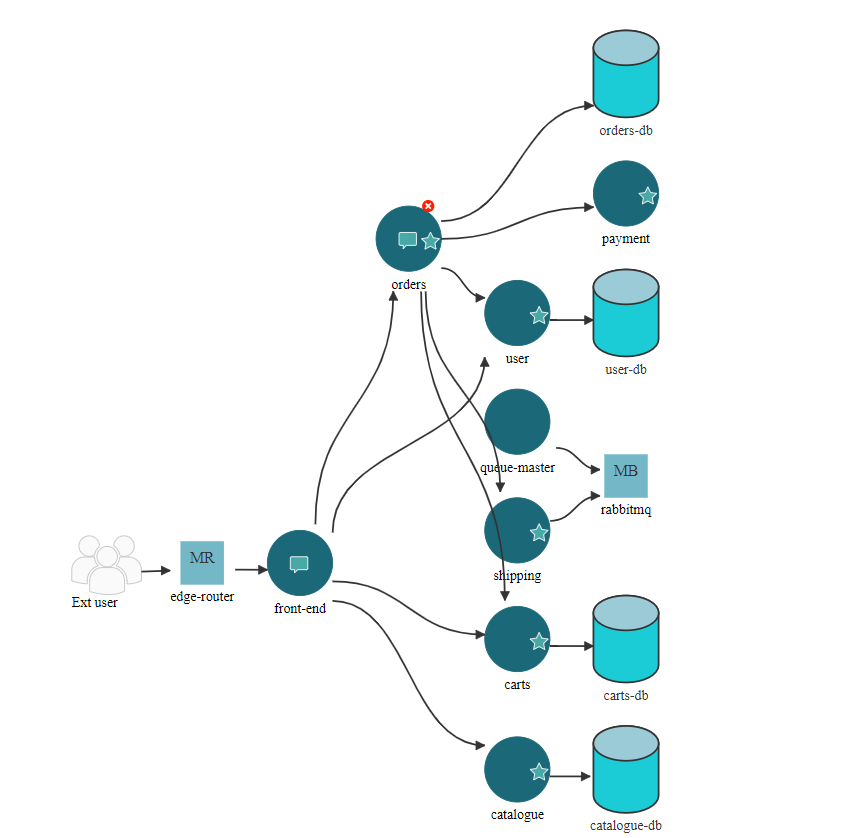 orders-db
payment
orders
user
user-db
queue-master
MB
rabbitmq
shipping
MR
edge-router
Ext user
front-end
carts
carts-db
catalogue
catalogue-db